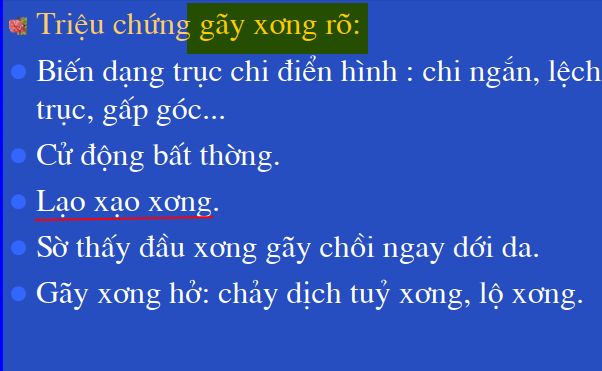 Triệu chứng gãy xơng rõ:
Biến dạng trục chi điển hình : chi ngắn, lệch
trục, gấp góc...
Cử động bất thờng.
Lạo xạo xơng.
Sờ thấy đầu xơng gãy chồi ngay dới da.
Gãy xơng hở: chảy dịch tuỷ xơng, lộ xơng.